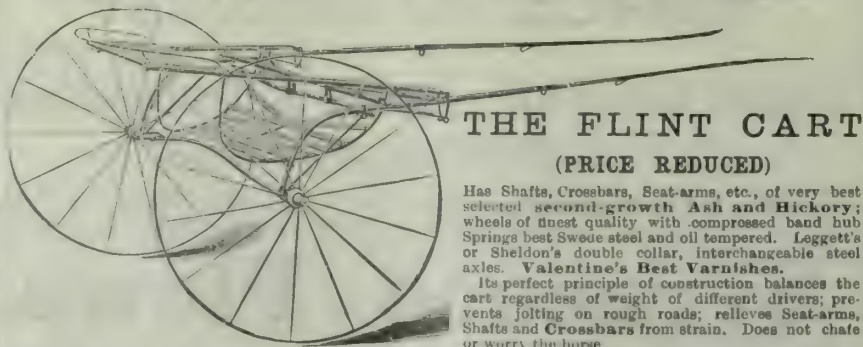 THE FLINT CART
(PRICE REDUCED)
Has Shafts, Crossbars, Seat-arms, etc., of very best
selected second-growth Ash and Hickory;
wheels of finest quality with compressed band hub
Springs best Swede steel and oil tempered. Leggett's
or Sheldon's double collar, interchangeable steel
axles. Valentine's Best Varnishes.
Its perfect principle of construction balances the
cart regardless of weight of different drivers; pre-
vents jolting on rough roads; relieves Seat-arms,
Shafts and Crossbars from strain. Does not chafe
or worry the horse